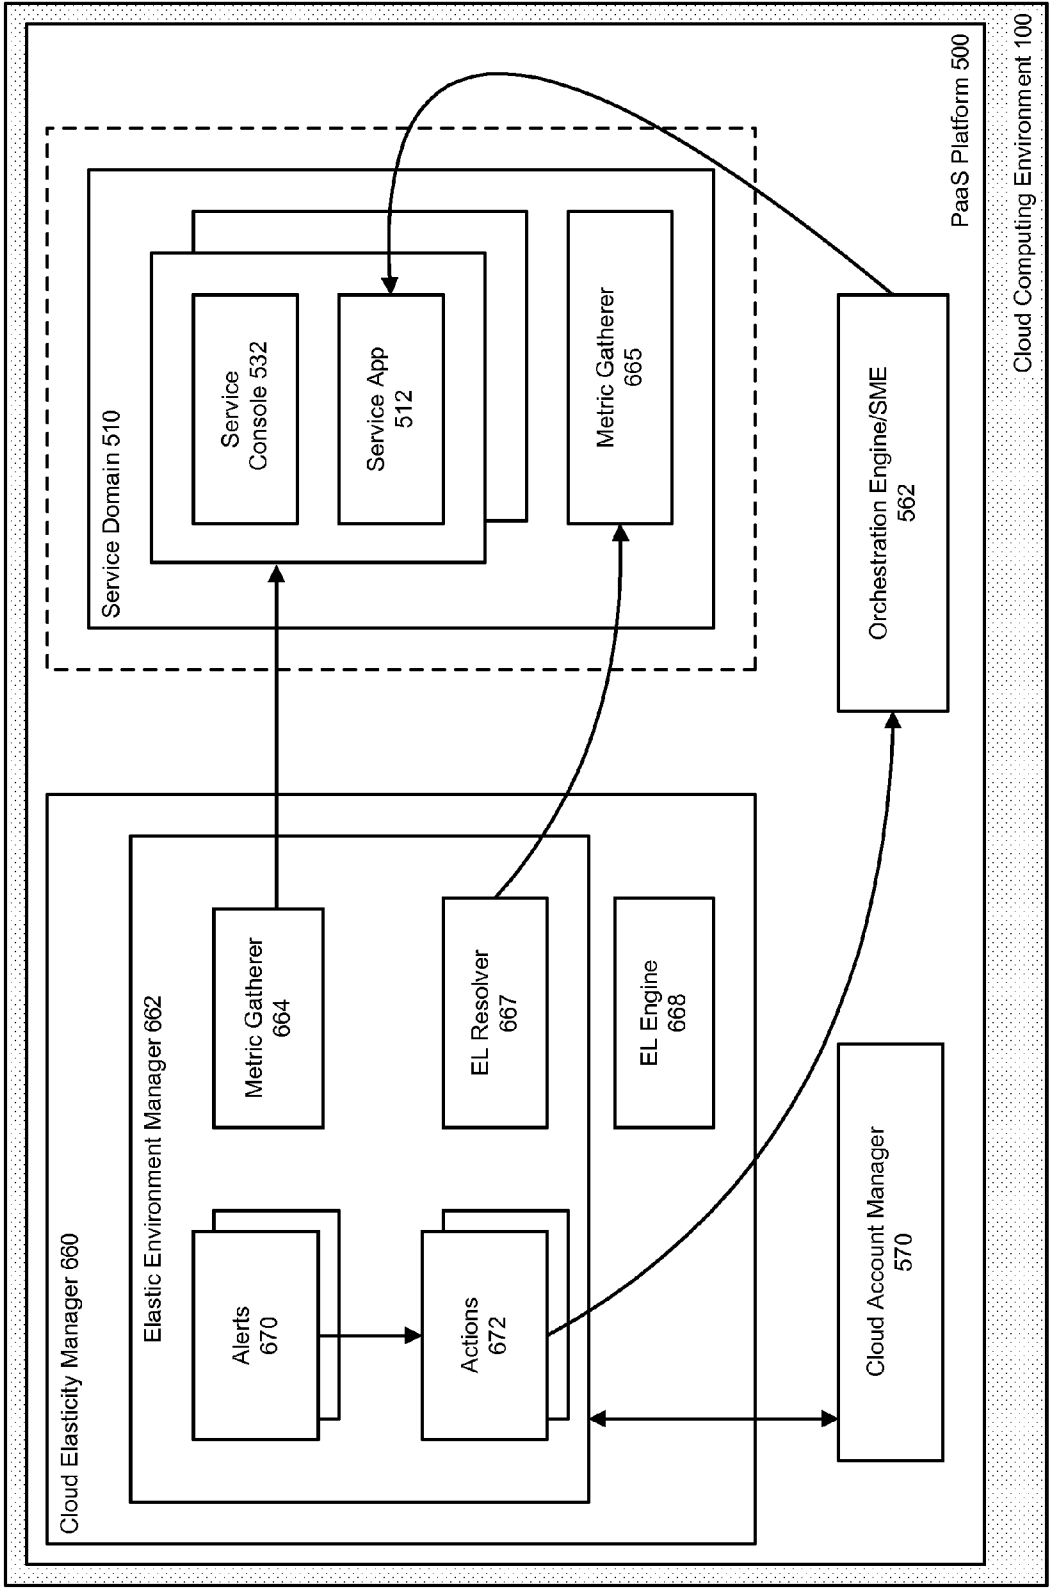 Cloud Elasticity Manager 660
Elastic Environment Manager 662
Alerts
670
Metric Gatherer
664
Actions
672
EL Resolver
667
EL Engine
668
Service Domain 510
Service
Console 532
Service App
512
Metric Gatherer
665
Cloud Account Manager
570
Orchestration Engine/SME
562
PaaS Platform 500
Cloud Computing Environment 100